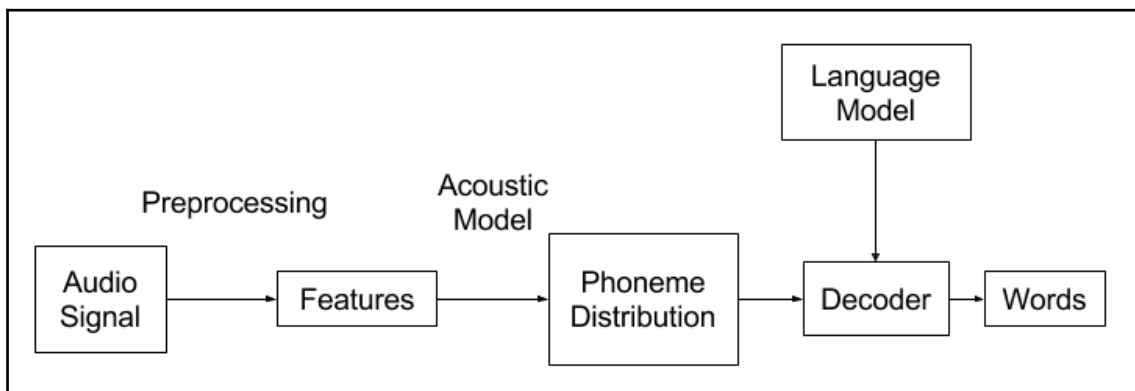 Language
Model
Preprocessing
Acoustic
Model
Audio
Signal
Features
Phoneme
Distribution
Decoder
Words